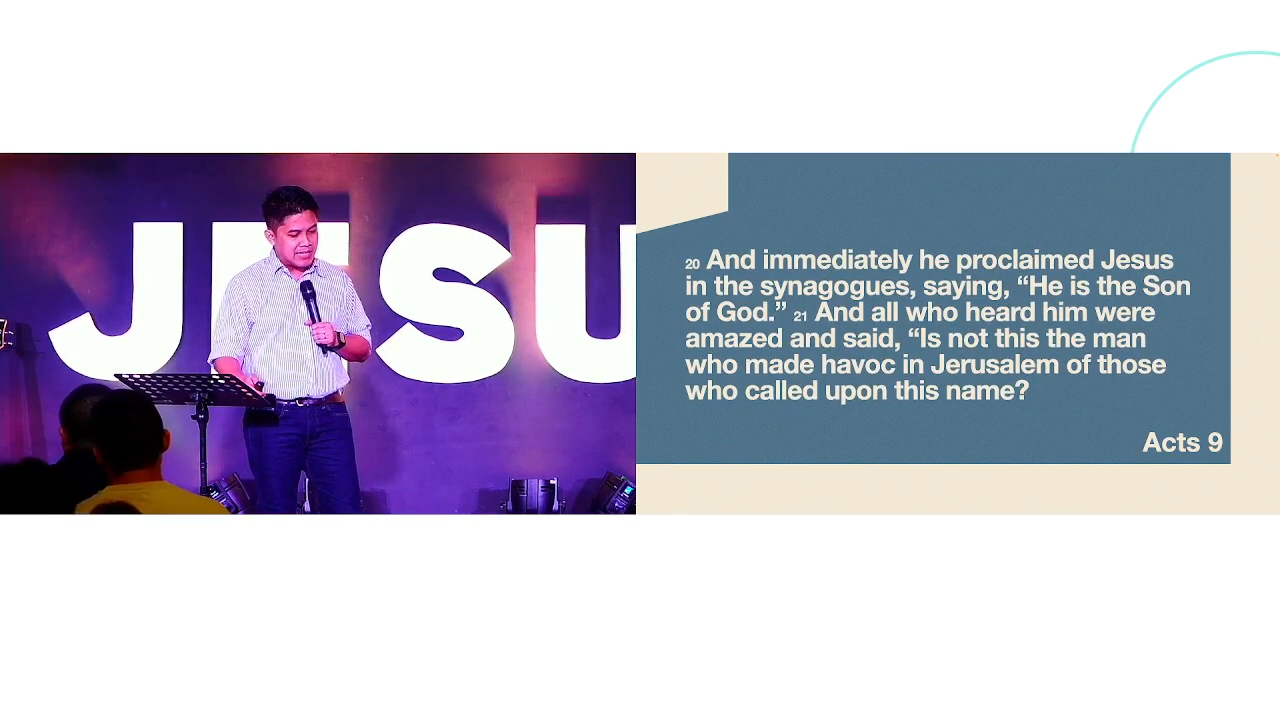 JESU
20 And immediately he proclaimed Jesus
in the synagogues, saying, “He is the Son
of God.” 21 And all who heard him were
amazed and said, “Is not this the man
who made havoc in Jerusalem of those
who called upon this name?
Acts 9